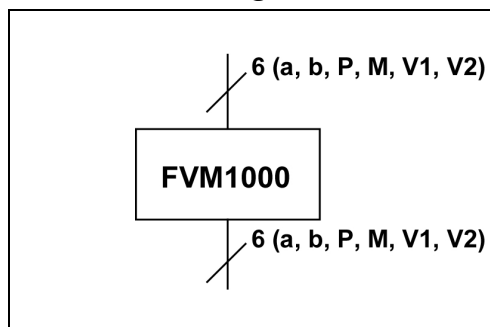 6 (a, b, P, M, V1, V2)
FVM1000
6 (a, b, P, M, V1, V2)